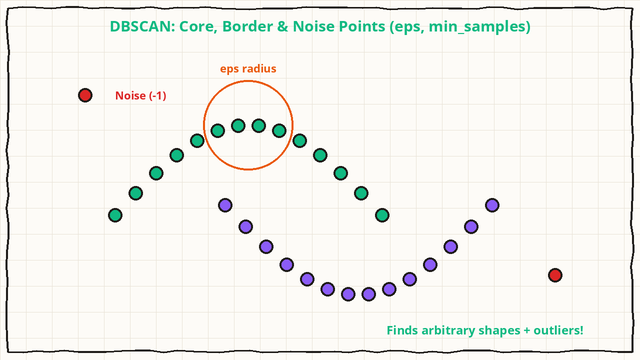 DBSCAN: Core, Border & Noise Points (eps, min_samples)
eps radius
Noise (-1)
Finds arbitrary shapes + outliers!